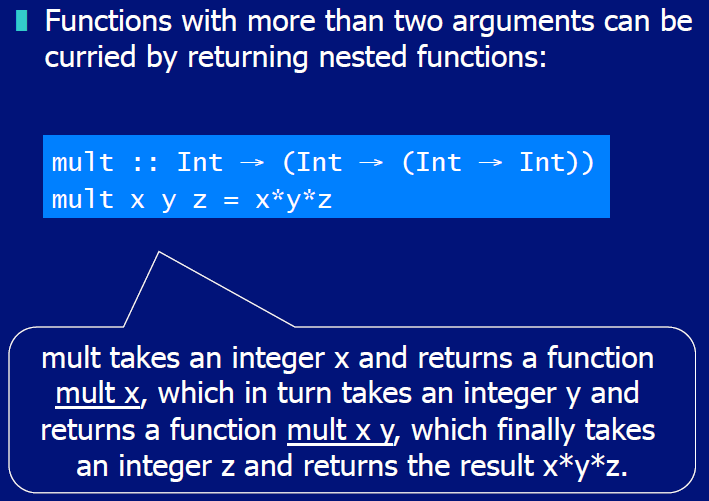 Functions with more than two arguments can be
curried by returning nested functions:
mult :: Int → (Int → (Int → Int))
mult x y z = x*y*z
mult takes an integer x and returns a function
mult x, which in turn takes an integer y and
returns a function mult x y, which finally takes
an integer z and returns the result x*y*z.